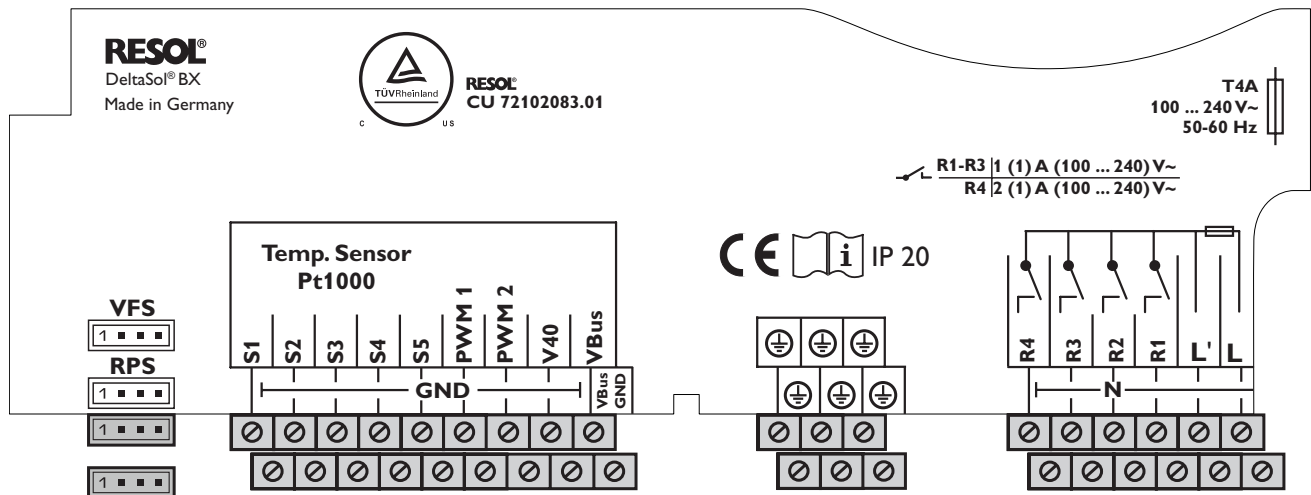 RESOL®
DeltaSol® BX
Made in Germany
TÜVRheinland
C US
RESOL®
CU 72102083.01
T4A
100 ... 240 V~
50-60 Hz
R1-R3 1 (1) A (100 ... 240) V~
R4 2 (1) A (100 ... 240) V~
Temp. Sensor
Pt1000
CE i IP 20
VFS
1
RPS
1
1
1
S1 S2 S3 S4 S5 PWM 1 PWM 2 V40 VBus
GND
VBus
GND
R4 R3 R2 R1 L' L
N